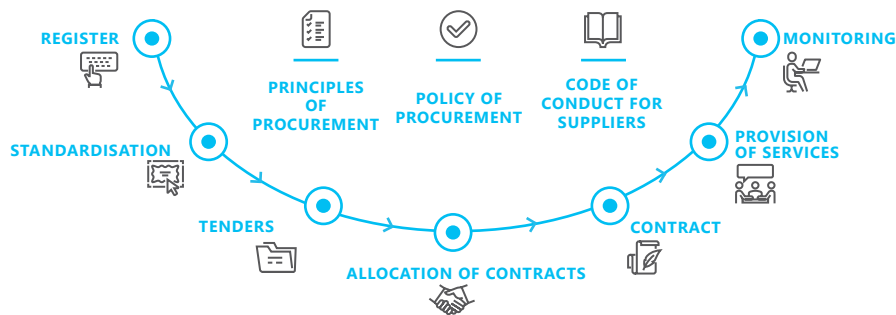 REGISTER
STANDARDISATION
TENDERS
ALLOCATION OF CONTRACTS
CONTRACT
PROVISION
OF SERVICES
MONITORING
PRINCIPLES
OF
PROCUREMENT
POLICY OF
PROCUREMENT
CODE OF
CONDUCT FOR
SUPPLIERS